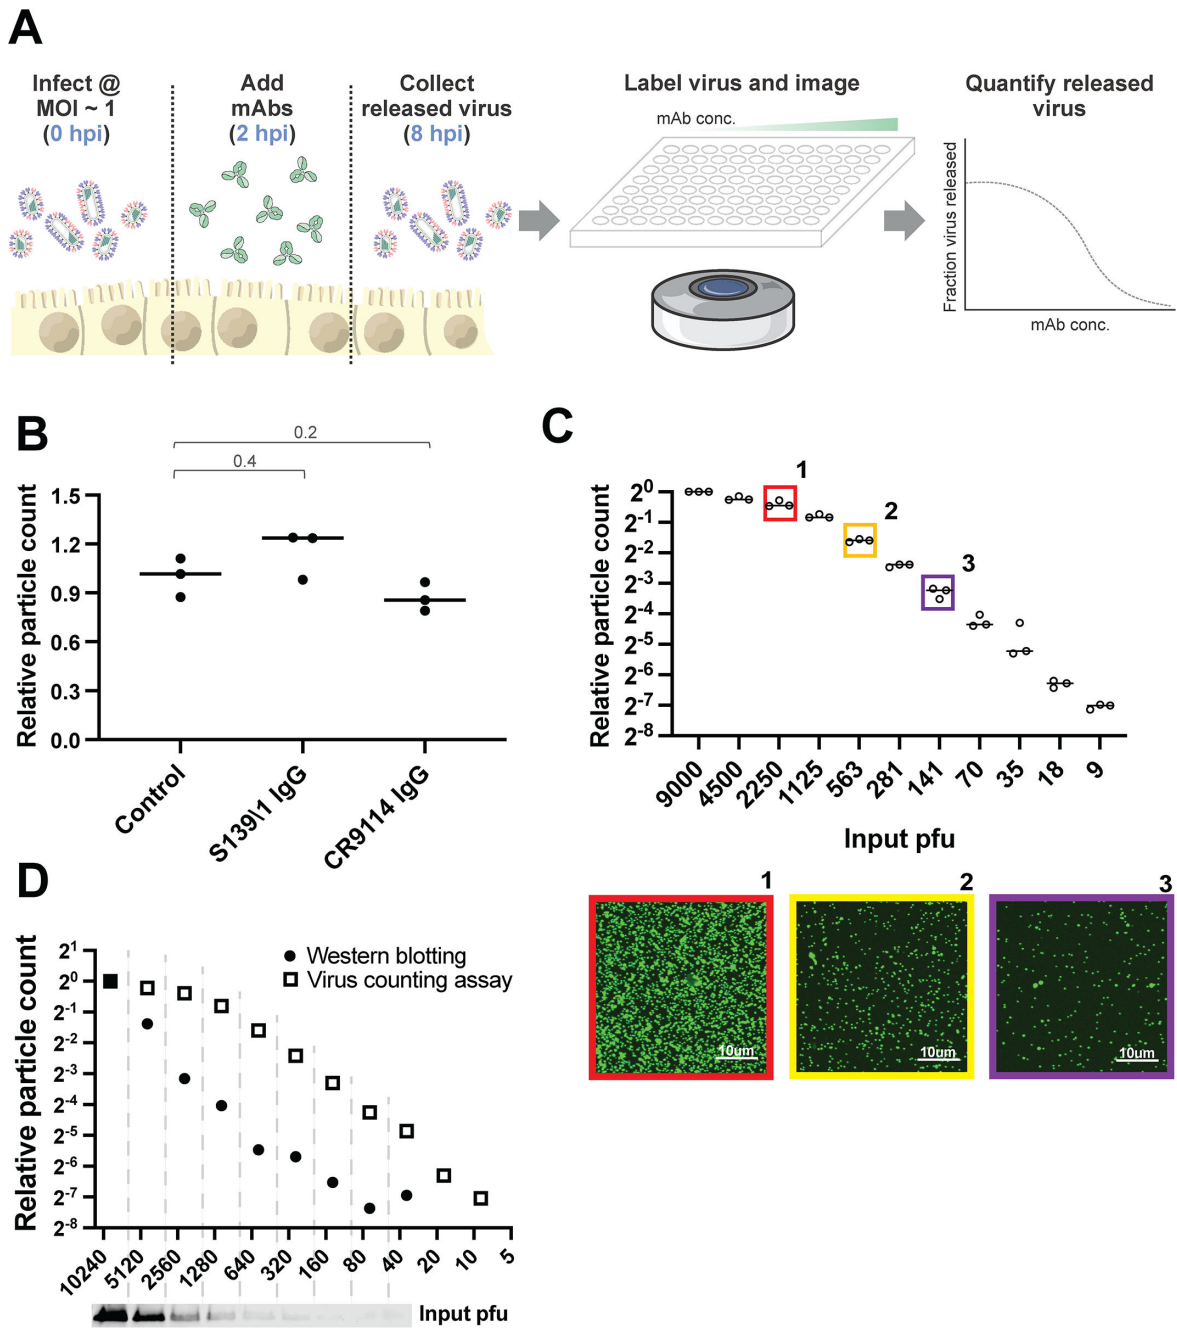 A
Infect @
MOI ~ 1
(0 hpi)
Add
mAbs
(2 hpi)
Collect
released virus
(8 hpi)
Label virus and image
mAb conc.
Quantify released
virus
Fraction virus released
mAb conc.
B
0.2
0.4
Relative particle count
1.5
1.2
0.9
0.6
0.3
0.0
Control
S139\1 IgG
CR9114 IgG
C
Relative particle count
2^0
2^-1
2^-2
2^-3
2^-4
2^-5
2^-6
2^-7
2^-8
1
2
3
9000
4500
2250
1125
563
281
141
70
35
18
9
Input pfu
1
2
3
10um
10um
10um
D
Western blotting
Virus counting assay
Relative particle count
2^1
2^0
2^-1
2^-2
2^-3
2^-4
2^-5
2^-6
2^-7
2^-8
10240
5120
2560
1280
640
320
160
80
40
20
10
5
Input pfu